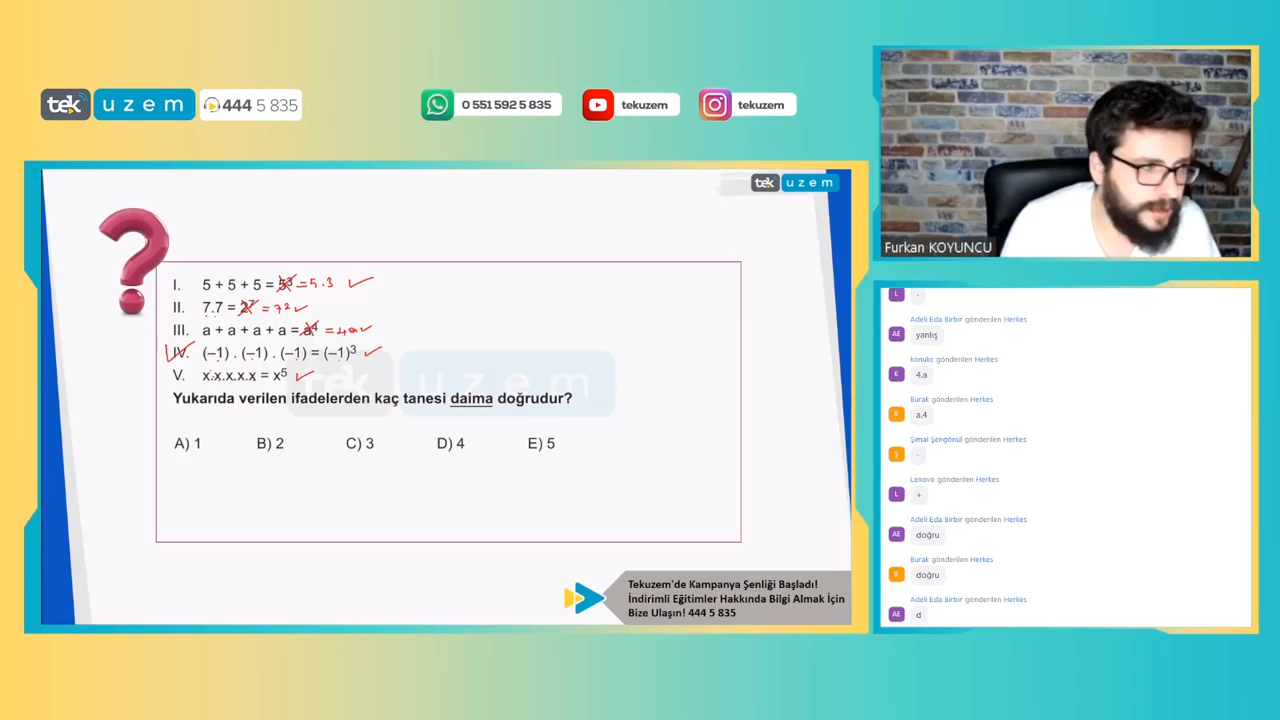 tek uzem 444 5 835
0 551 592 5 835
tekuzem
tekuzem
tek uzem
I. 5 + 5 + 5 = 5³ = 5.3
II. 7.7 = 2⁷ = 7²
III. a + a + a + a = a⁴ = 4a
IV. (–1) . (–1) . (–1) = (–1)³
V. x.x.x.x.x = x⁵
tek uzem
Yukarıda verilen ifadelerden kaç tanesi daima doğrudur?
A) 1 B) 2 C) 3 D) 4 E) 5
Tekuzem'de Kampanya Şenliği Başladı!
İndirimli Eğitimler Hakkında Bilgi Almak İçin
Bize Ulaşın! 444 5 835
Furkan KOYUNCU
L -
Adeli Eda Birbir gönderilen Herkes
AE yanlış
konukc gönderilen Herkes
K 4.a
Burak gönderilen Herkes
B a.4
Şimal Şengönül gönderilen Herkes
Ş -
Lenovo gönderilen Herkes
L +
Adeli Eda Birbir gönderilen Herkes
AE doğru
Burak gönderilen Herkes
B doğru
Adeli Eda Birbir gönderilen Herkes
AE d